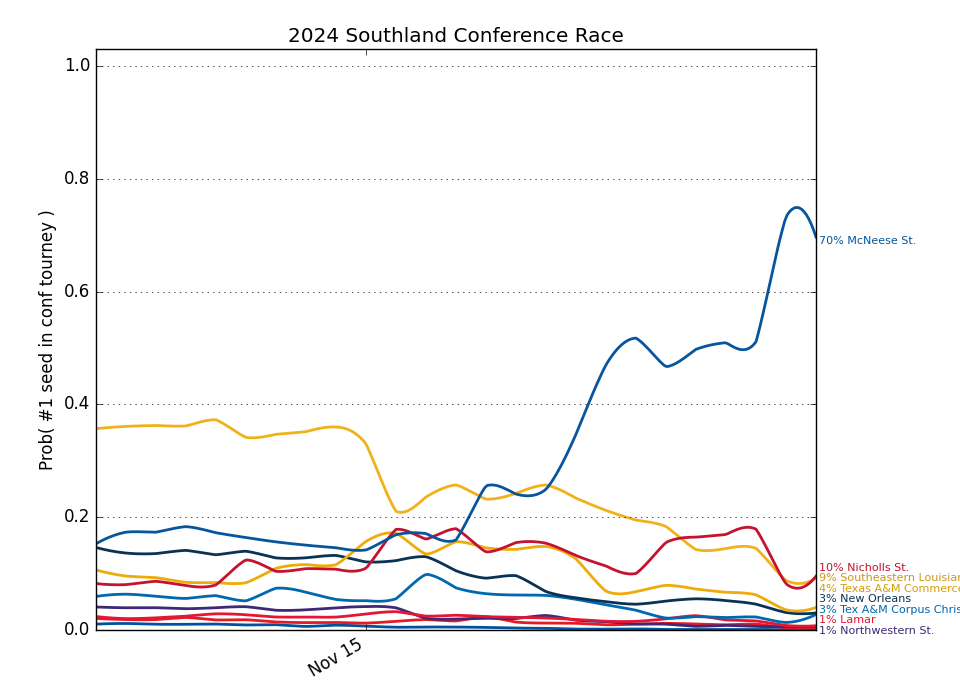 2024 Southland Conference Race
Prob( #1 seed in conf tourney )
1.0
0.8
0.6
0.4
0.2
0.0
Nov 15
70% McNeese St.
10% Nicholls St.
9% Southeastern Louisian
4% Texas A&M Commerce
3% New Orleans
3% Tex A&M Corpus Chris
1% Lamar
1% Northwestern St.